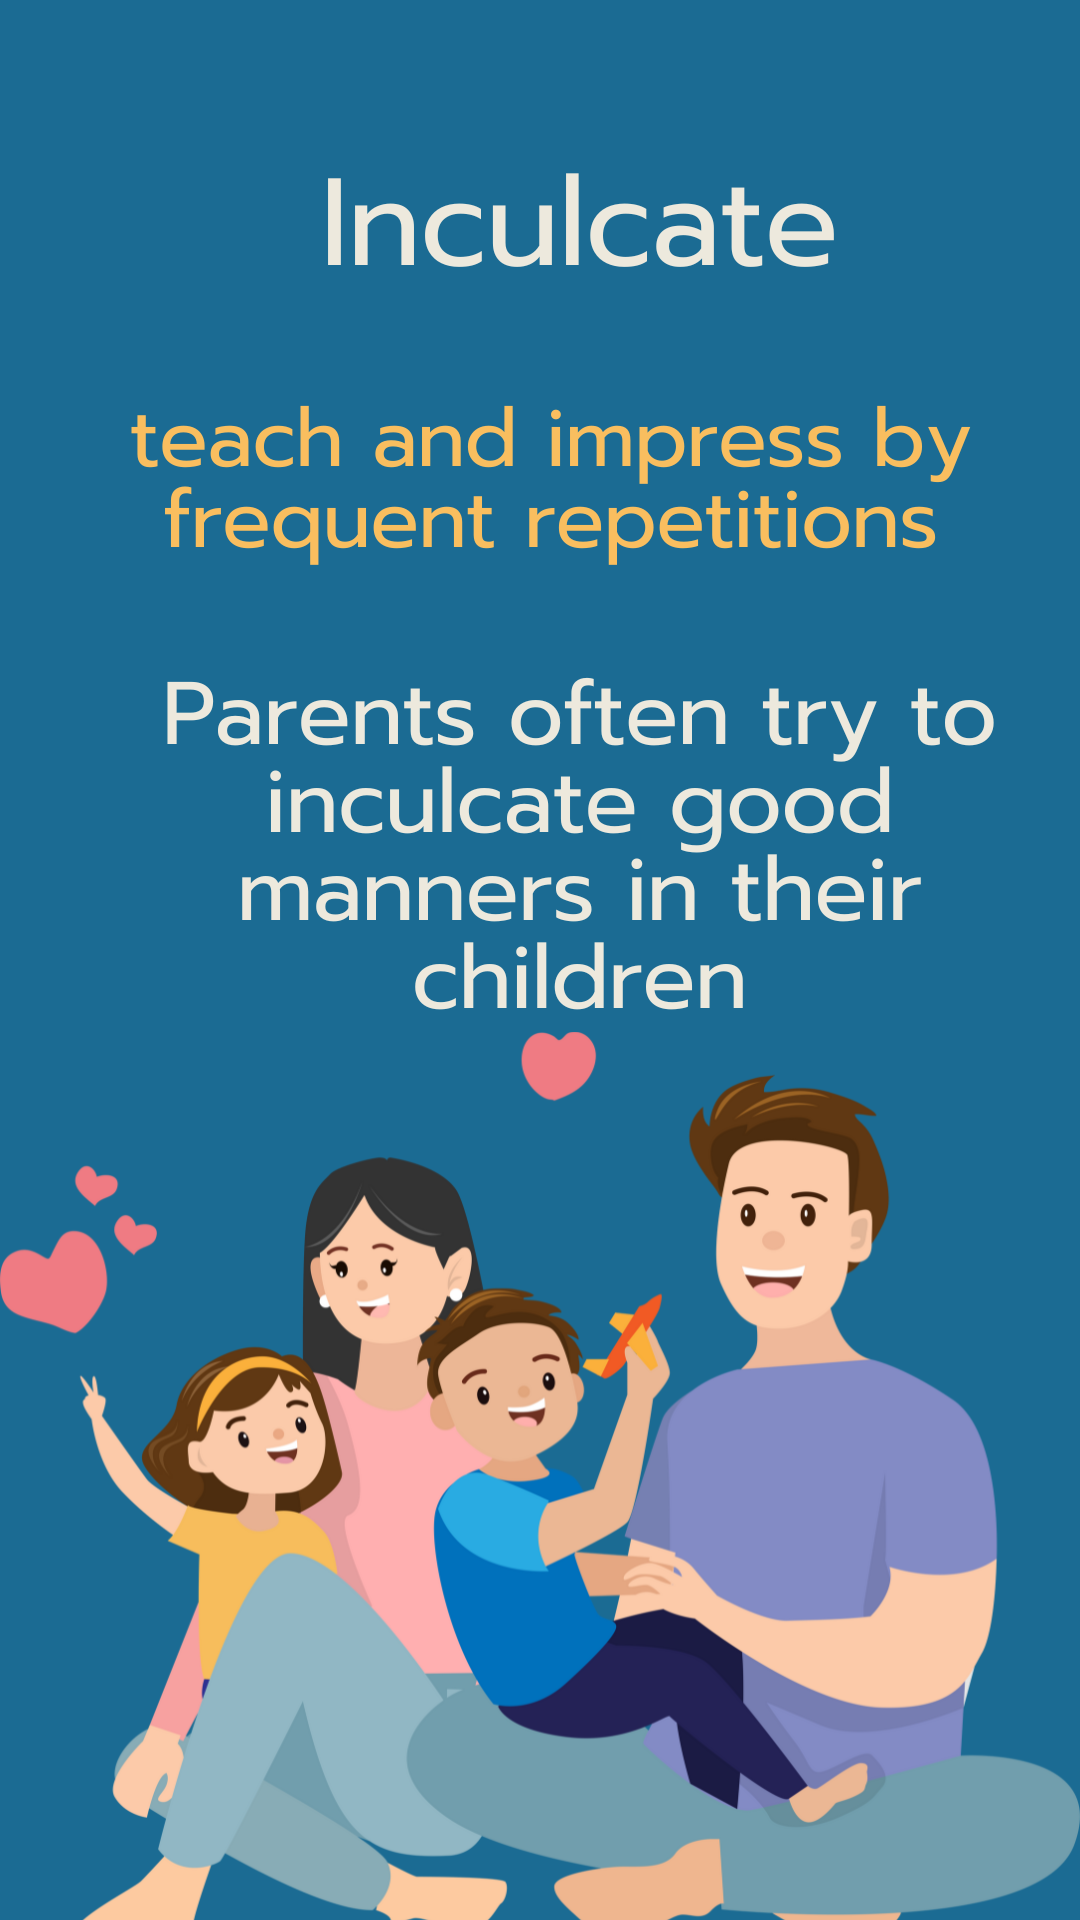 Inculcate
teach and impress by
frequent repetitions
Parents often try to
inculcate good
manners in their
children